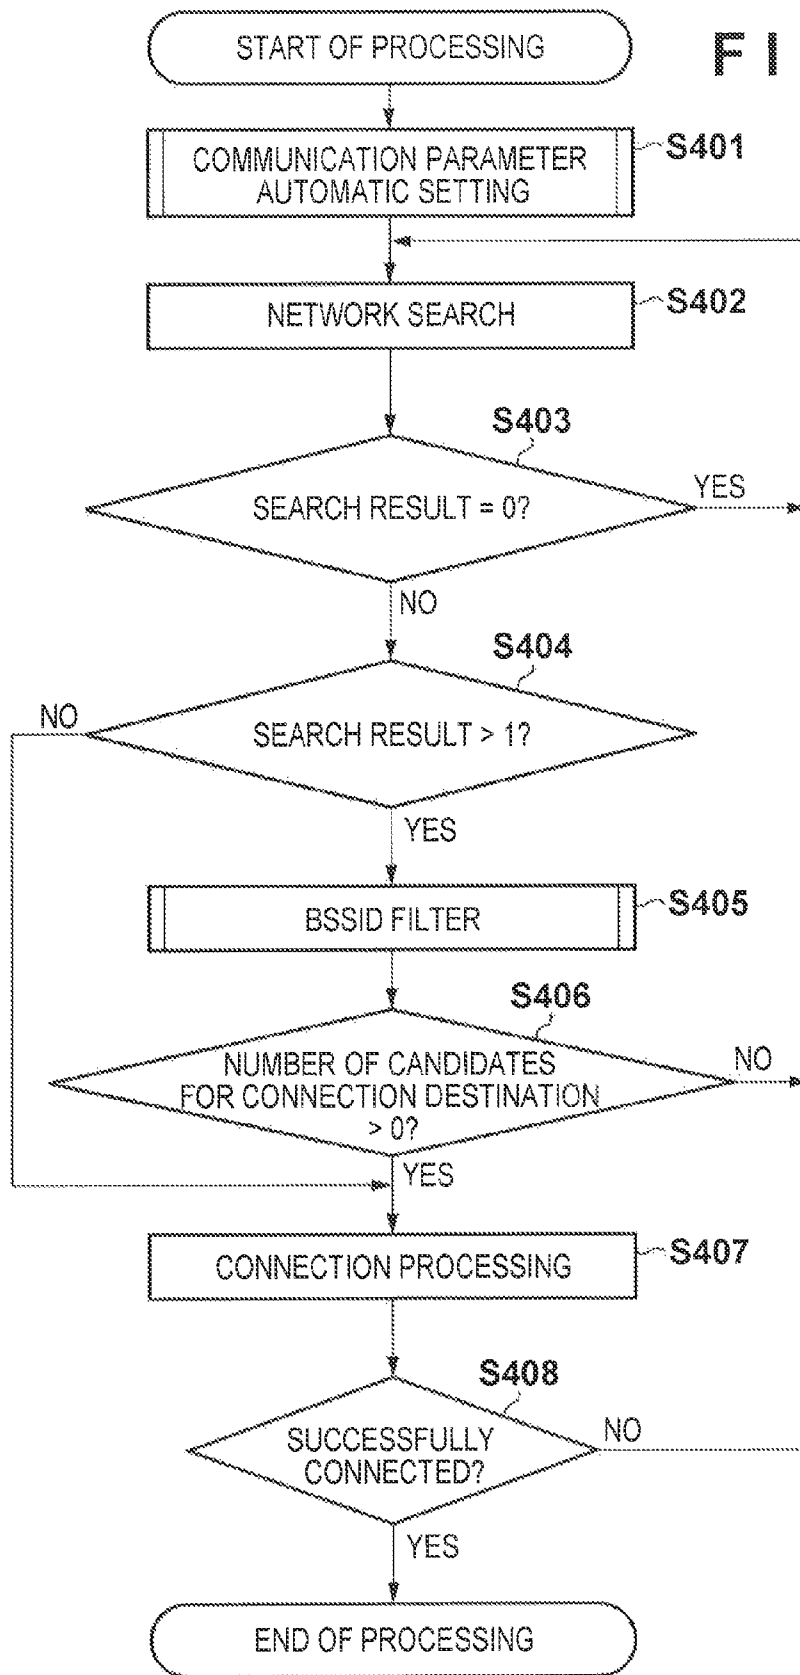 START OF PROCESSING
F I
COMMUNICATION PARAMETER
AUTOMATIC SETTING
S401
NETWORK SEARCH
S402
S403
SEARCH RESULT = 0?
YES
NO
S404
NO
SEARCH RESULT > 1?
YES
BSSID FILTER
S405
S406
NUMBER OF CANDIDATES
FOR CONNECTION DESTINATION
> 0?
NO
YES
CONNECTION PROCESSING
S407
S408
SUCCESSFULLY
CONNECTED?
NO
YES
END OF PROCESSING